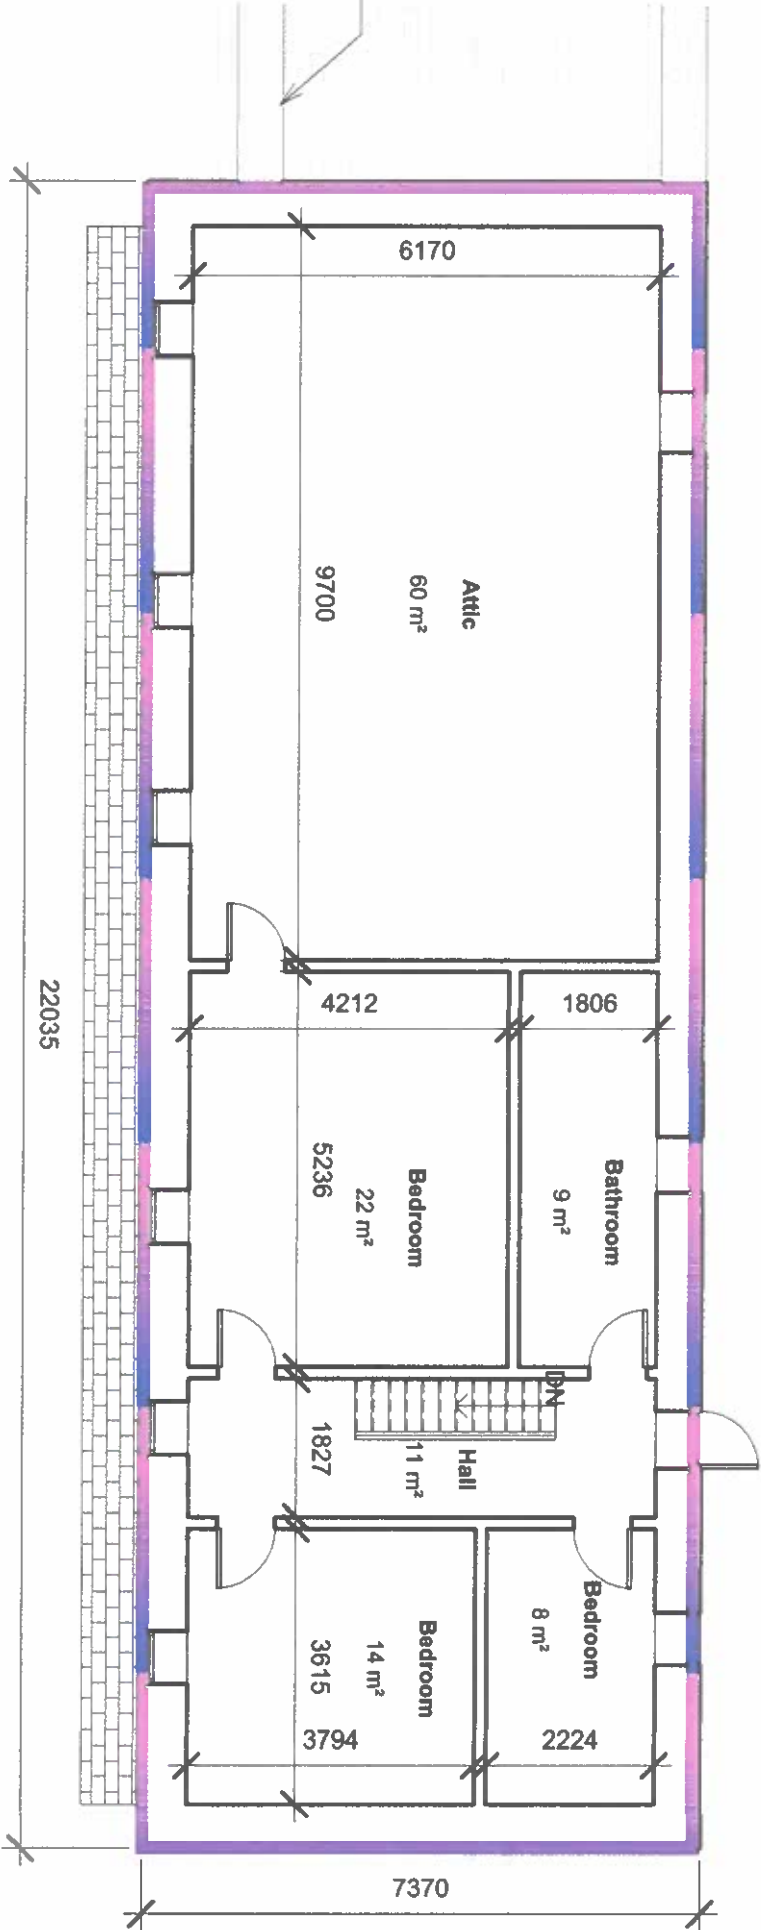 6170
Attic
60 m²
9700
4212
1806
22035
Bathroom
9 m²
Bedroom
22 m²
5236
DN
Hall
11 m²
1827
Bedroom
8 m²
Bedroom
14 m²
3615
3794
2224
7370